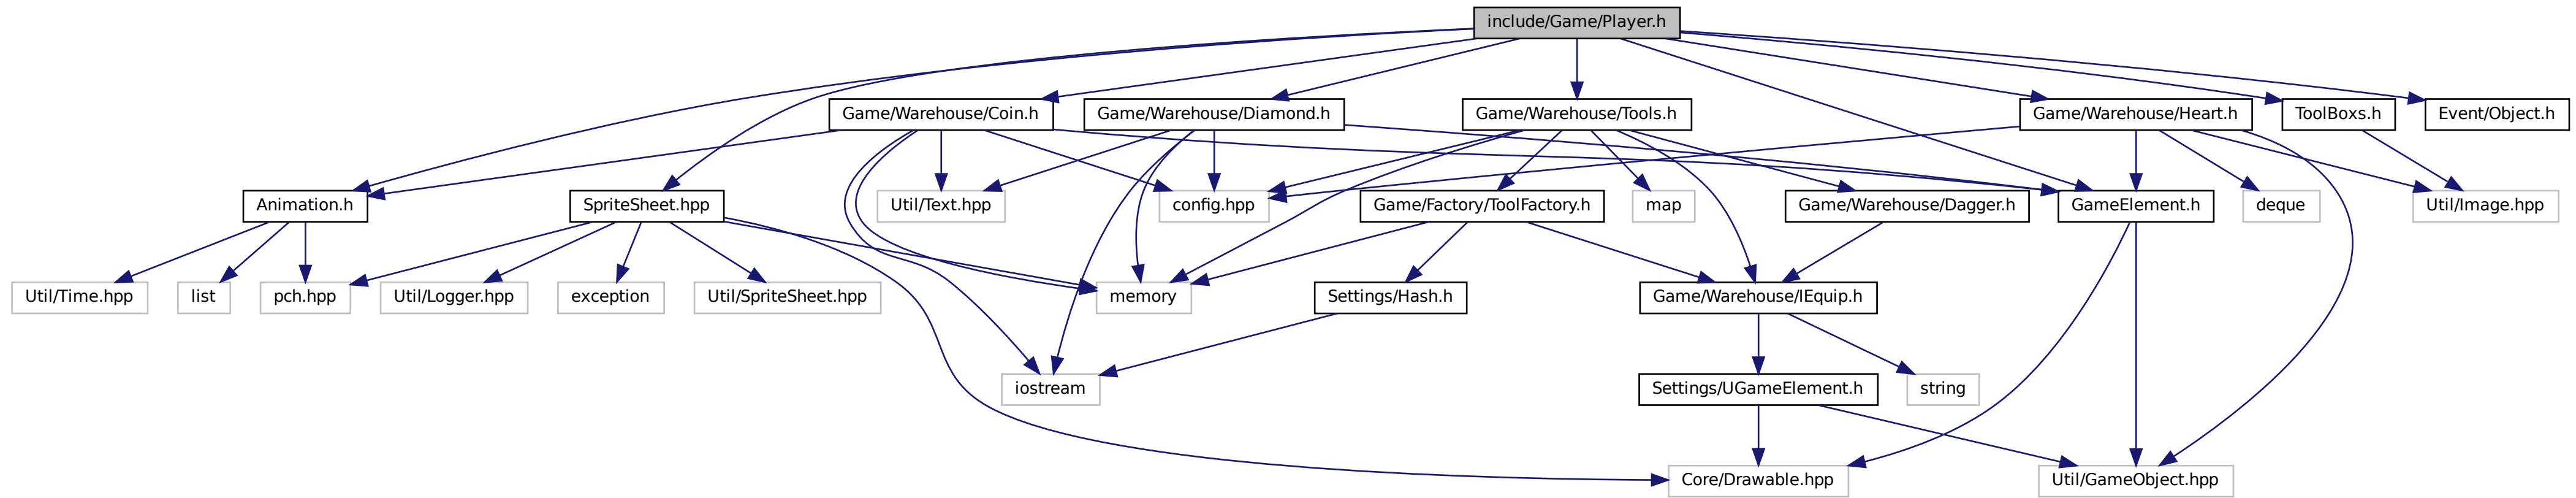 include/Game/Player.h
Game/Warehouse/Coin.h
Game/Warehouse/Diamond.h
Game/Warehouse/Tools.h
Game/Warehouse/Heart.h
ToolBoxs.h
Event/Object.h
Animation.h
SpriteSheet.hpp
Util/Text.hpp
config.hpp
Game/Factory/ToolFactory.h
map
Game/Warehouse/Dagger.h
GameElement.h
deque
Util/Image.hpp
Util/Time.hpp
list
pch.hpp
Util/Logger.hpp
exception
Util/SpriteSheet.hpp
memory
Settings/Hash.h
Game/Warehouse/IEquip.h
iostream
Settings/UGameElement.h
string
Core/Drawable.hpp
Util/GameObject.hpp